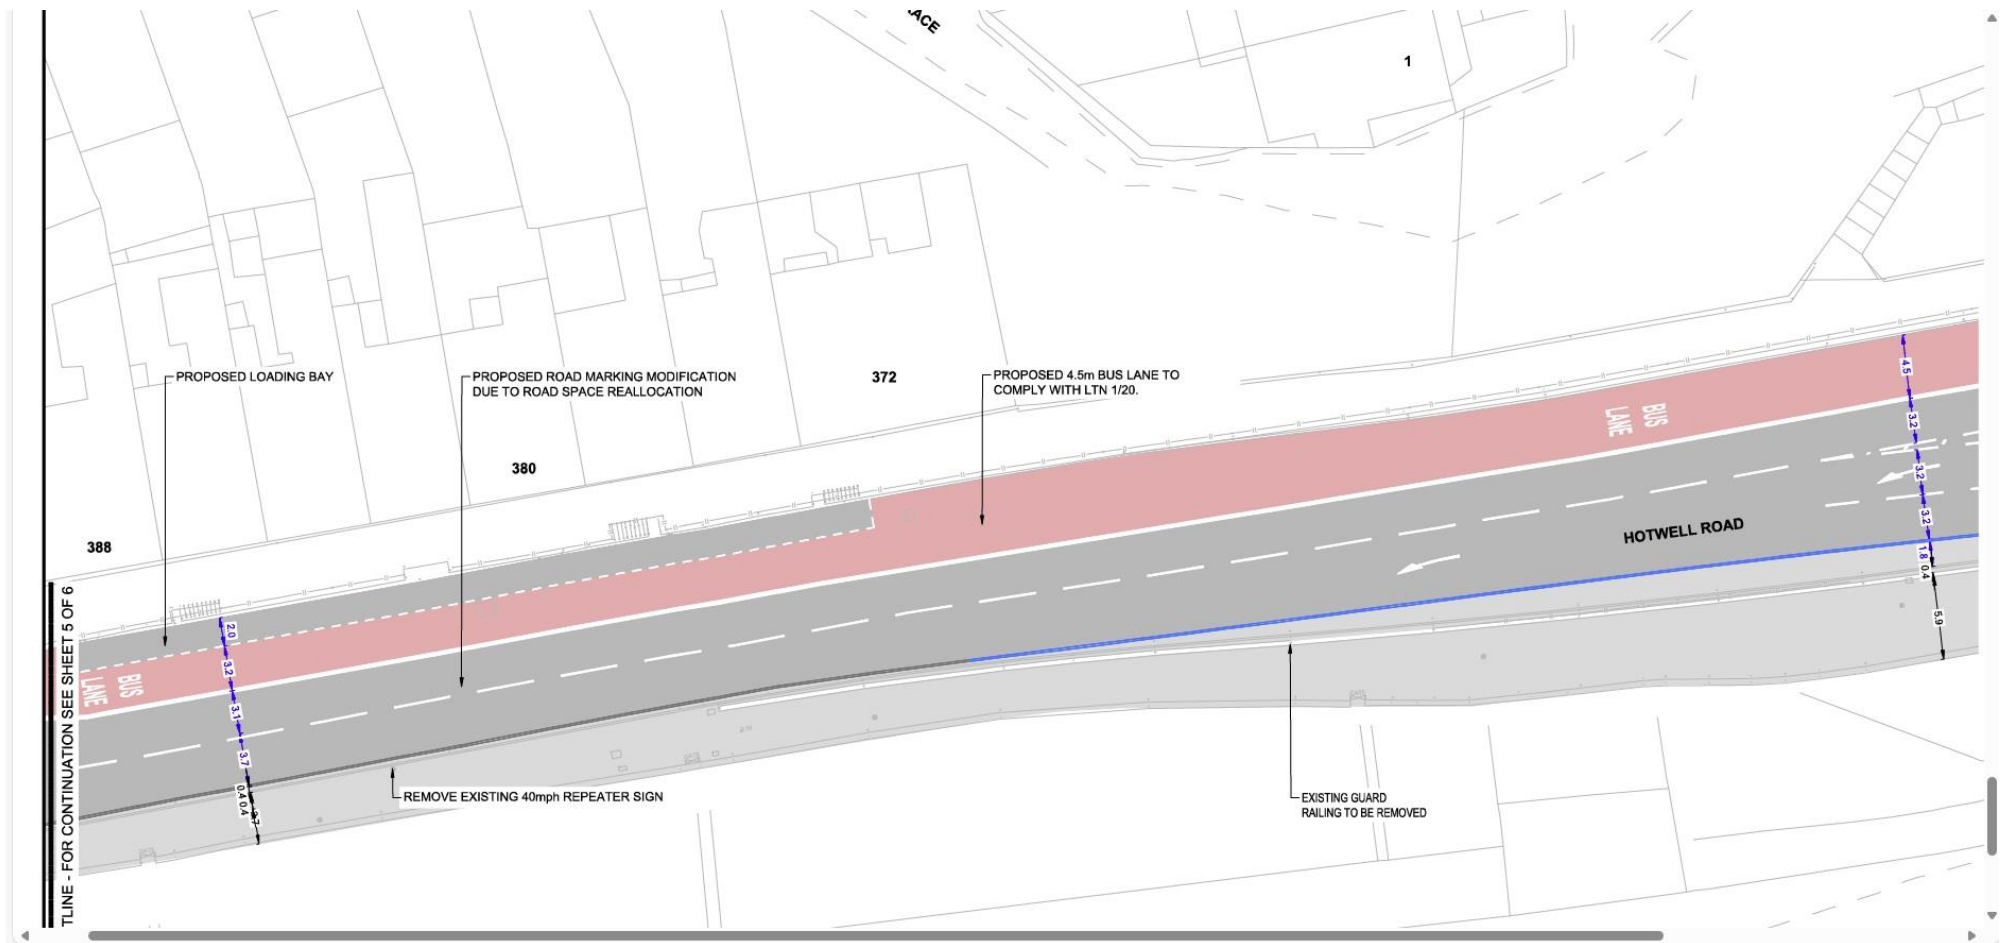 ACE
1
PROPOSED LOADING BAY
PROPOSED ROAD MARKING MODIFICATION
DUE TO ROAD SPACE REALLOCATION
372
PROPOSED 4.5m BUS LANE TO
COMPLY WITH LTN 1/20.
380
388
BUS
LANE
4.5
3.2
3.2
3.2
1.8
0.4
5.9
HOTWELL ROAD
BUS
LANE
2.0
3.2
3.1
3.7
0.4
0.4
REMOVE EXISTING 40mph REPEATER SIGN
EXISTING GUARD
RAILING TO BE REMOVED
TLINE - FOR CONTINUATION SEE SHEET 5 OF 6